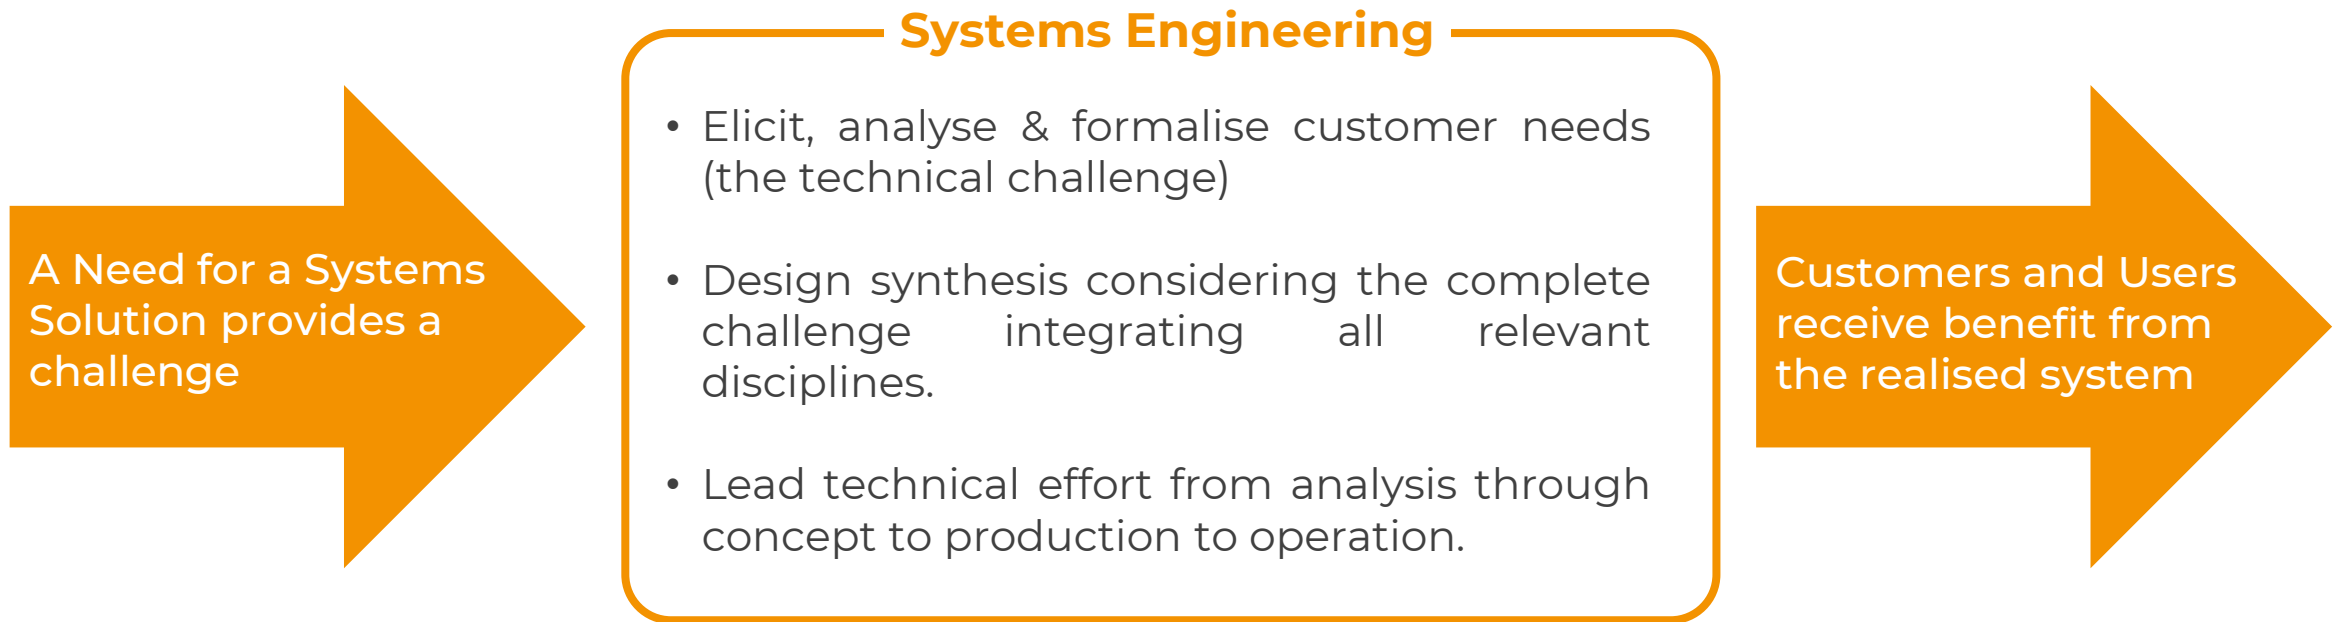 Systems Engineering
A Need for a Systems
Solution provides a
challenge
• Elicit, analyse & formalise customer needs
(the technical challenge)
• Design synthesis considering the complete
challenge integrating all relevant
disciplines.
• Lead technical effort from analysis through
concept to production to operation.
Customers and Users
receive benefit from
the realised system